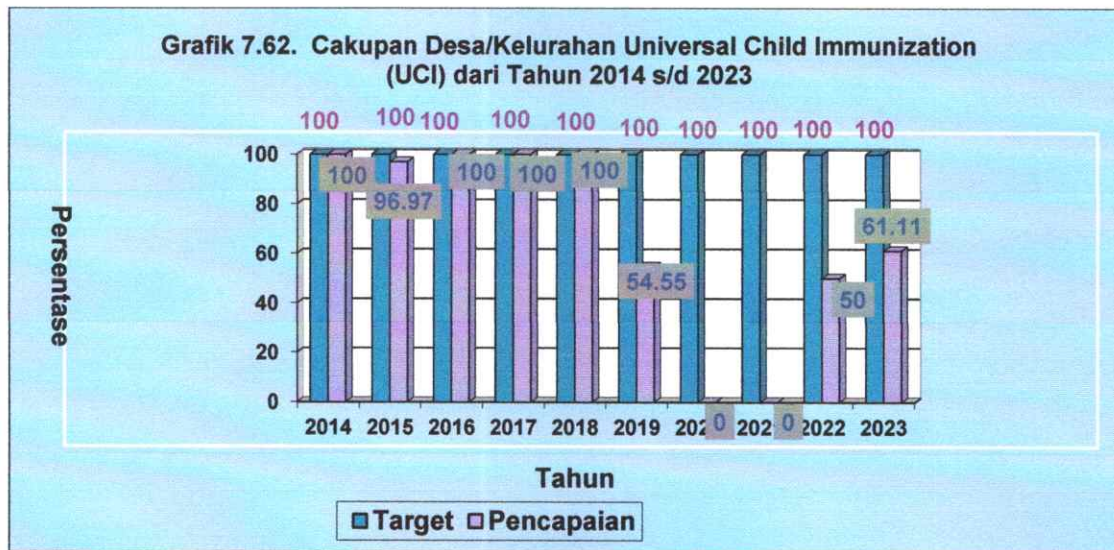 Grafik 7.62. Cakupan Desa/Kelurahan Universal Child Immunization
(UCI) dari Tahun 2014 s/d 2023
100 100 100 100 100 100 100 100 100 100
Persentase
100
80
60
40
20
0
100 96.97 100 100 100 54.55 0 0 50 61.11
2014 2015 2016 2017 2018 2019 2022 2023
Tahun
Target Pencapaian